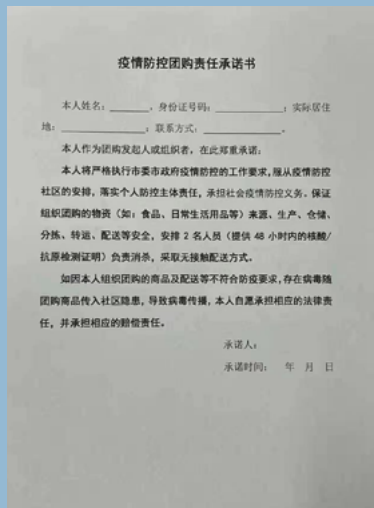 疫情防控团购责任承诺书
本人姓名：________、身份证号码：____________；实际居住
地：______________；联系方式：______________。
本人作为团购发起人或组织者，在此郑重承诺：
本人将严格执行市委市政府疫情防控的工作要求，服从疫情防控
社区的安排，落实个人防控主体责任，承担社会疫情防控义务。保证
组织团购的物资（如：食品、日常生活用品等）来源、生产、仓储、
分拣、转运、配送等安全，安排 2 名人员（提供 48 小时内的核酸/
抗原检测证明）负责消杀，采取无接触配送方式。
如因本人组织团购的商品及配送等不符合防疫要求，存在病毒随
团购商品传入社区隐患，导致病毒传播，本人自愿承担相应的法律责
任，并承担相应的赔偿责任。
承诺人：
承诺时间： 年 月 日